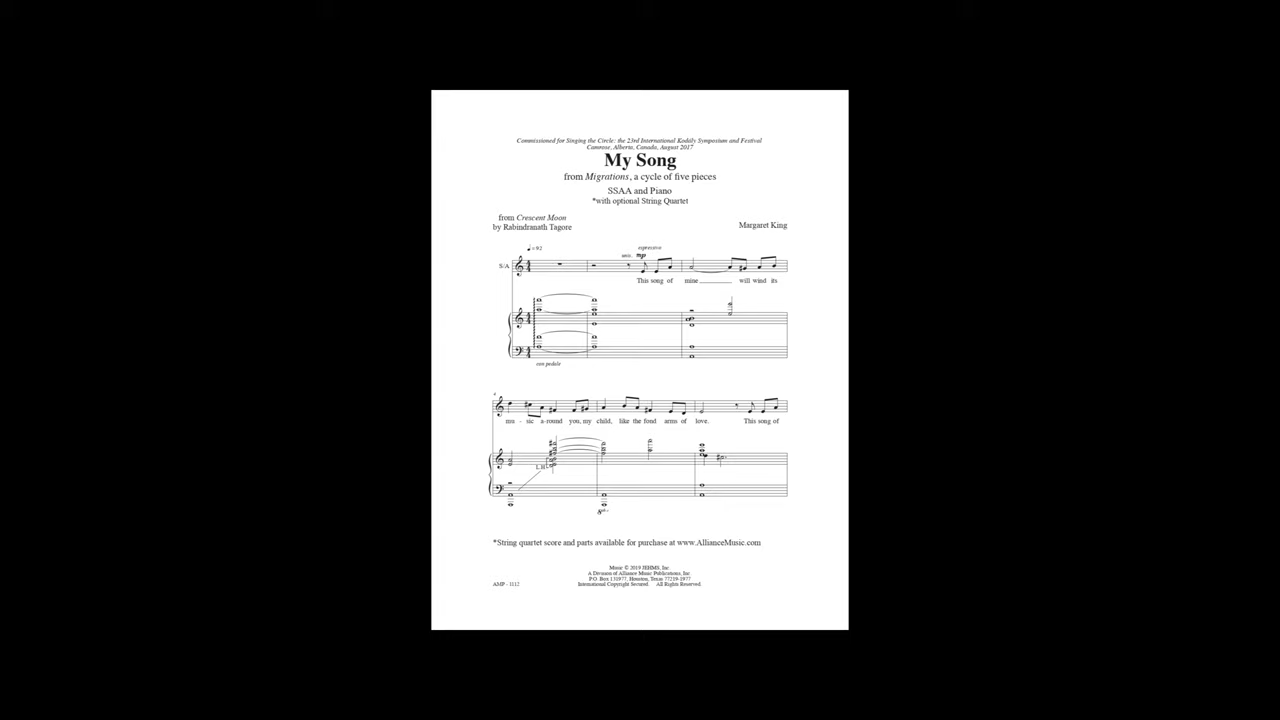 Commissioned for Singing the Circle: the 23rd International Kodály Symposium and Festival
Camrose, Alberta, Canada, August 2017
My Song
from Migrations, a cycle of five pieces
SSAA and Piano
*with optional String Quartet
from Crescent Moon
by Rabindranath Tagore
Margaret King
♩ = 92
espressivo
unis. mp
S/A
This song of mine will wind its
con pedale
4
mu - sic a-round you, my child, like the fond arms of love. This song of
L.H.
8vb
*String quartet score and parts available for purchase at www.AllianceMusic.com
Music © 2019 JEHMS, Inc.
A Division of Alliance Music Publications, Inc.
P.O. Box 131977, Houston, Texas 77219-1977
AMP - 1112 International Copyright Secured All Rights Reserved